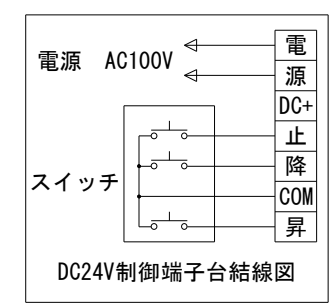 電源 AC100V
電
源
DC+
止
降
COM
昇
スイッチ
DC24V制御端子台結線図